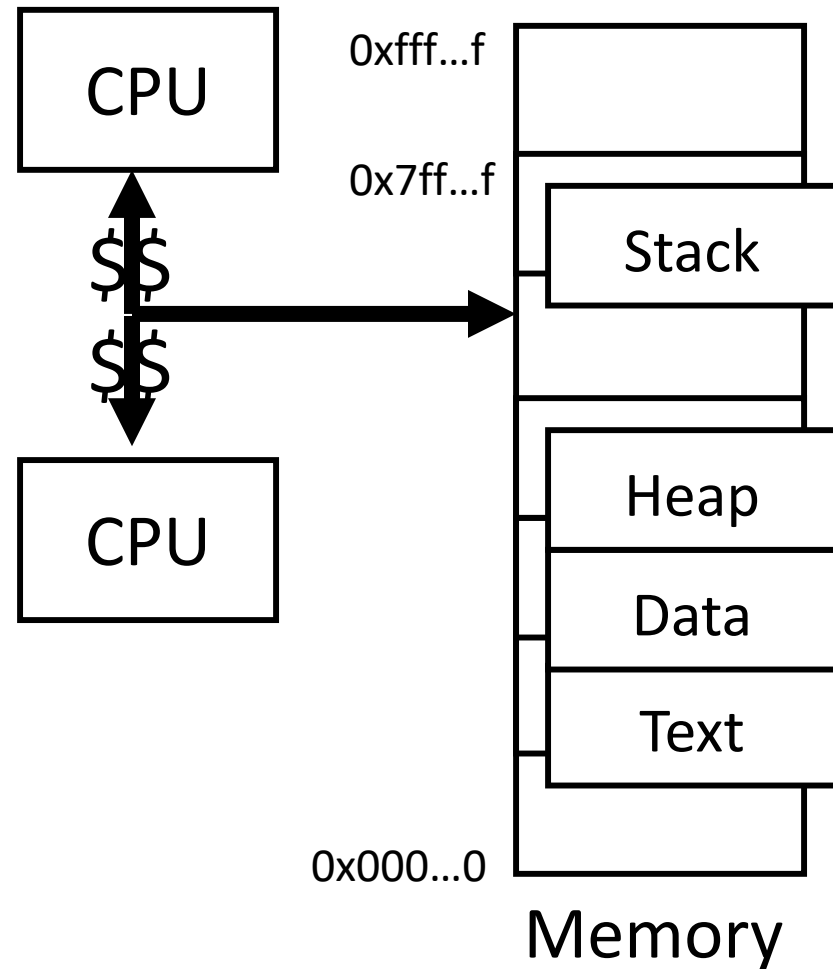 CPU
$$
$$
CPU
0xfff…f
0x7ff…f
Stack
Heap
Data
Text
0x000…0
Memory